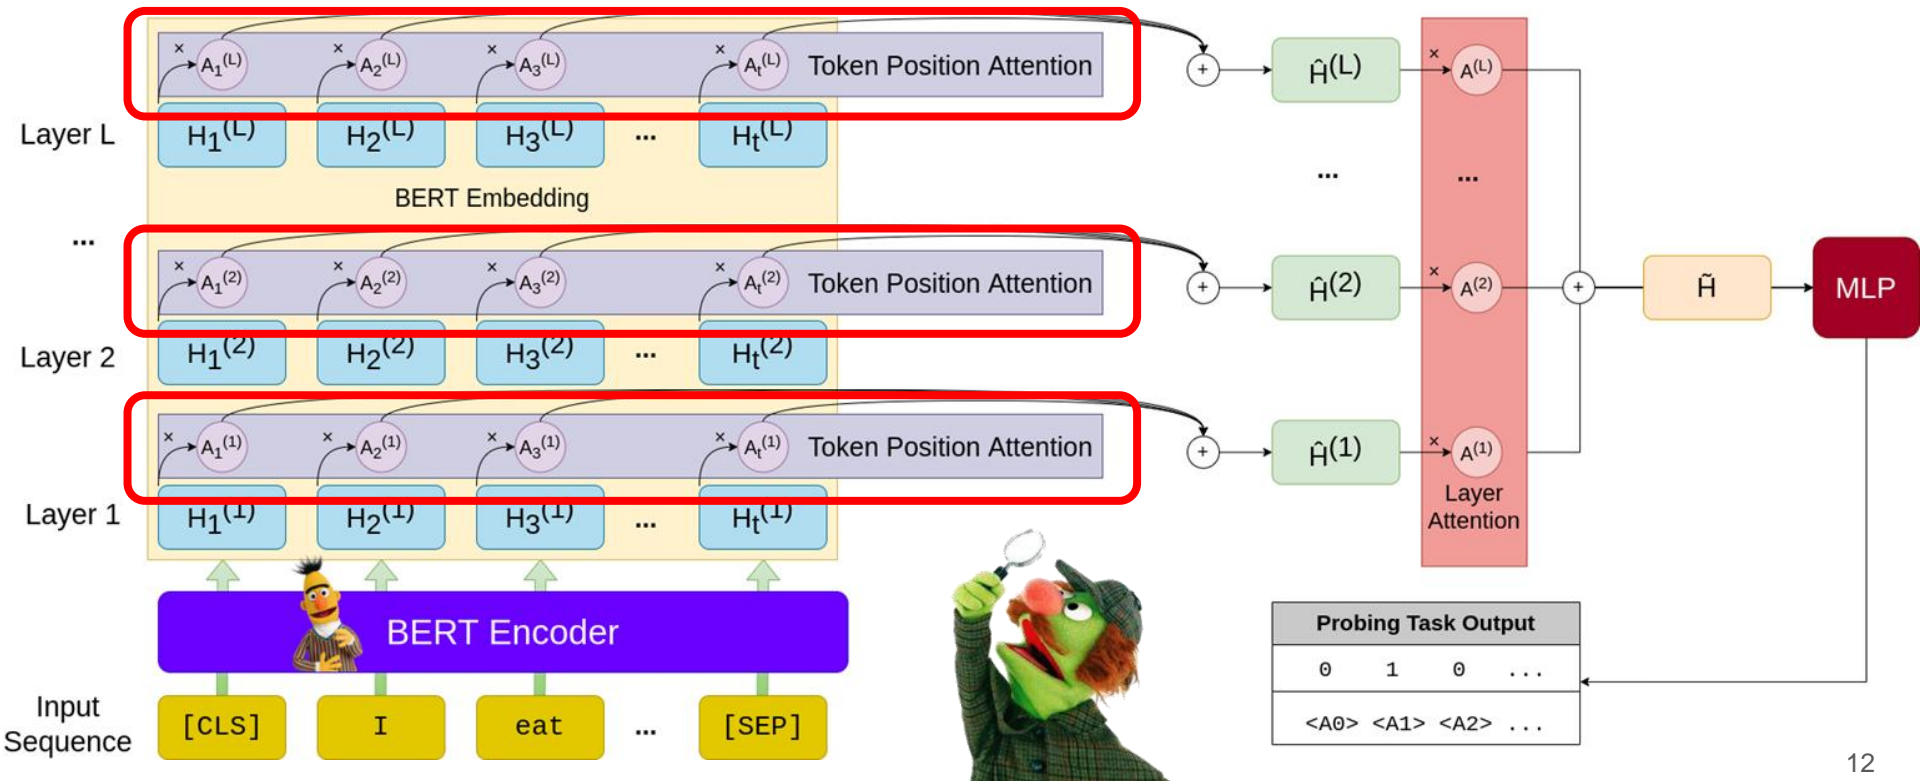 × A₁⁽ᴸ⁾ × A₂⁽ᴸ⁾ × A₃⁽ᴸ⁾ × Aₜ⁽ᴸ⁾ Token Position Attention + Ĥ(L) × A⁽ᴸ⁾
Layer L H₁(L) H₂(L) H₃(L) ... Hₜ(L)
... ...
BERT Embedding
...
× A₁⁽²⁾ × A₂⁽²⁾ × A₃⁽²⁾ × Aₜ⁽²⁾ Token Position Attention + Ĥ(2) × A⁽²⁾ + H̃ MLP
Layer 2 H₁(2) H₂(2) H₃(2) ... Hₜ(2)
× A₁⁽¹⁾ × A₂⁽¹⁾ × A₃⁽¹⁾ × Aₜ⁽¹⁾ Token Position Attention + Ĥ(1) × A⁽¹⁾
Layer
Attention
Layer 1 H₁(1) H₂(1) H₃(1) ... Hₜ(1)
BERT Encoder
Input
Sequence
[CLS] I eat ... [SEP]
Probing Task Output
0 1 0 ...
<A0> <A1> <A2> ...
12